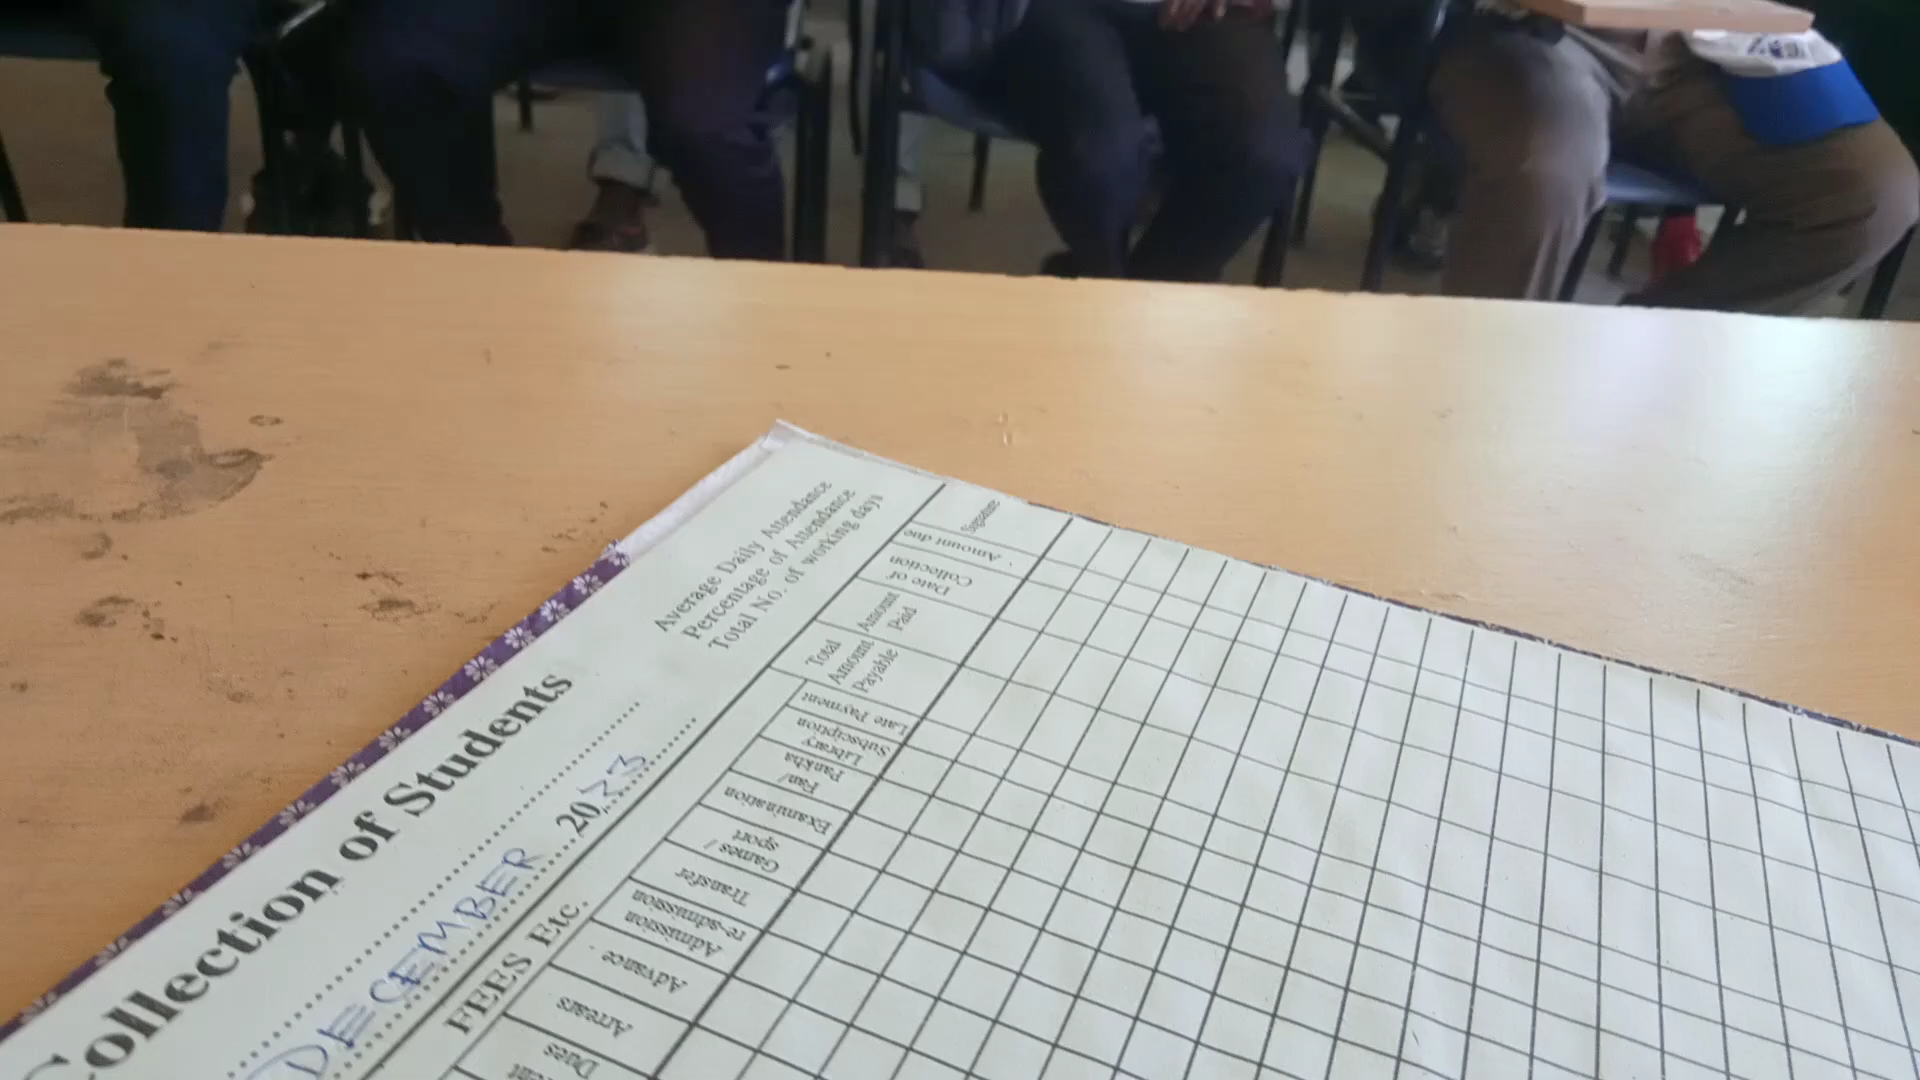 Collection of Students
DECEMBER 2023
Average Daily Attendance
Percentage of Attendance
Total No. of working days
FEES Etc.
Dues
Arrears
Advance
Admission
re-admission
Transfer
Games /
sport
Examination
Fan/
Pankha
Library
Subsciption
Late Payment
Total
Amount
Payable
Amount
Paid
Date of
Collection
Amount due
Signature